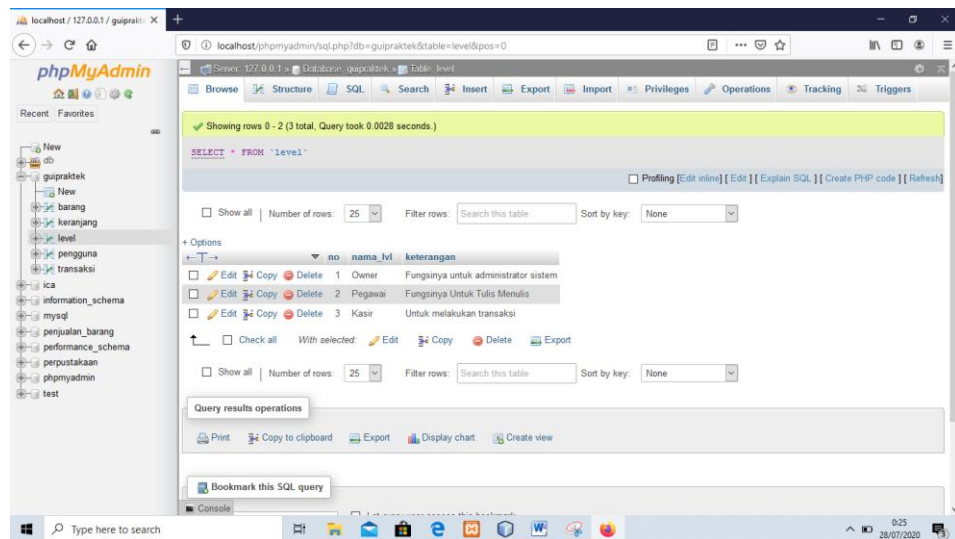 localhost / 127.0.0.1 / guiprakt
localhost/phpmyadmin/sql.php?db=guipraktek&table=level&pos=0
phpMyAdmin
Recent Favorites
New
db
guipraktek
New
barang
keranjang
level
pengguna
transaksi
ica
information_schema
mysql
penjualan_barang
performance_schema
perpustakaan
phpmyadmin
test
Server: 127.0.0.1 » Database: guipraktek » Table: level
Browse Structure SQL Search Insert Export Import Privileges Operations Tracking Triggers
Showing rows 0 - 2 (3 total, Query took 0.0028 seconds.)
SELECT * FROM `level`
Profiling [Edit inline] [ Edit ] [ Explain SQL ] [ Create PHP code ] [ Refresh]
Show all | Number of rows: 25 Filter rows: Search this table Sort by key: None
+ Options
←T→ no nama_lvl keterangan
Edit Copy Delete 1 Owner Fungsinya untuk administrator sistem
Edit Copy Delete 2 Pegawai Fungsinya Untuk Tulis Menulis
Edit Copy Delete 3 Kasir Untuk melakukan transaksi
Check all With selected: Edit Copy Delete Export
Show all | Number of rows: 25 Filter rows: Search this table Sort by key: None
Query results operations
Print Copy to clipboard Export Display chart Create view
Bookmark this SQL query
Console
Type here to search
0:25
28/07/2020